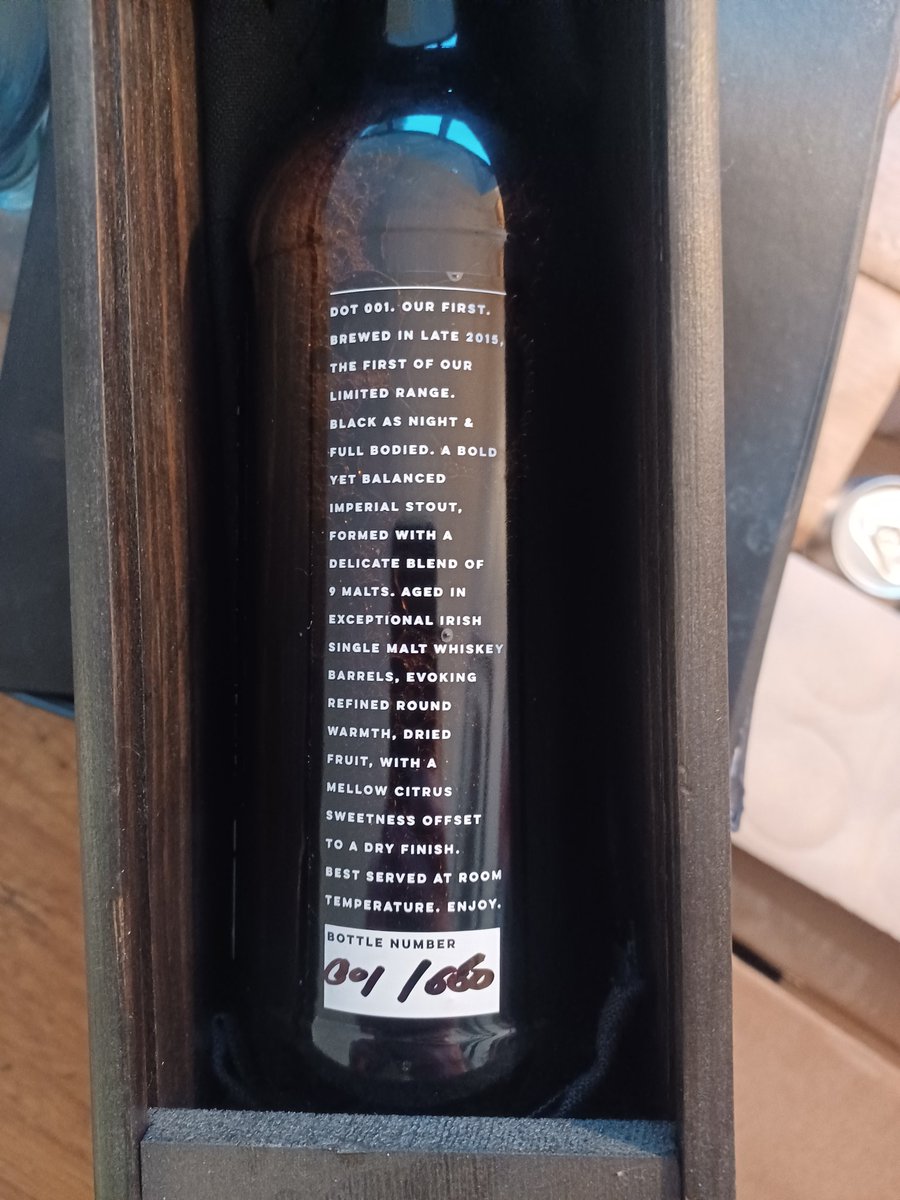 DOT 001. OUR FIRST.
BREWED IN LATE 2015,
THE FIRST OF OUR
LIMITED RANGE.
BLACK AS NIGHT &
FULL BODIED. A BOLD
YET BALANCED
IMPERIAL STOUT,
FORMED WITH A
DELICATE BLEND OF
9 MALTS. AGED IN
EXCEPTIONAL IRISH
SINGLE MALT WHISKEY
BARRELS, EVOKING
REFINED ROUND
WARMTH, DRIED
FRUIT, WITH A
MELLOW CITRUS
SWEETNESS OFFSET
TO A DRY FINISH.
BEST SERVED AT ROOM
TEMPERATURE. ENJOY.
BOTTLE NUMBER